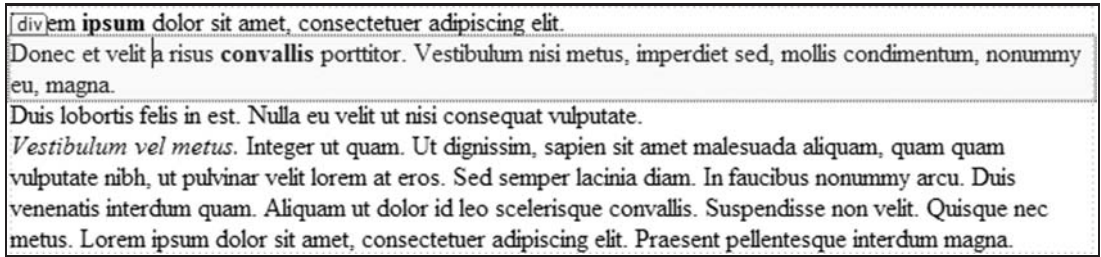 div em ipsum dolor sit amet, consectetuer adipiscing elit.
Donec et velit a risus convallis porttitor. Vestibulum nisi metus, imperdiet sed, mollis condimentum, nonummy
eu, magna.
Duis lobortis felis in est. Nulla eu velit ut nisi consequat vulputate.
Vestibulum vel metus. Integer ut quam. Ut dignissim, sapien sit amet malesuada aliquam, quam quam
vulputate nibh, ut pulvinar velit lorem at eros. Sed semper lacinia diam. In faucibus nonummy arcu. Duis
venenatis interdum quam. Aliquam ut dolor id leo scelerisque convallis. Suspendisse non velit. Quisque nec
metus. Lorem ipsum dolor sit amet, consectetuer adipiscing elit. Praesent pellentesque interdum magna.